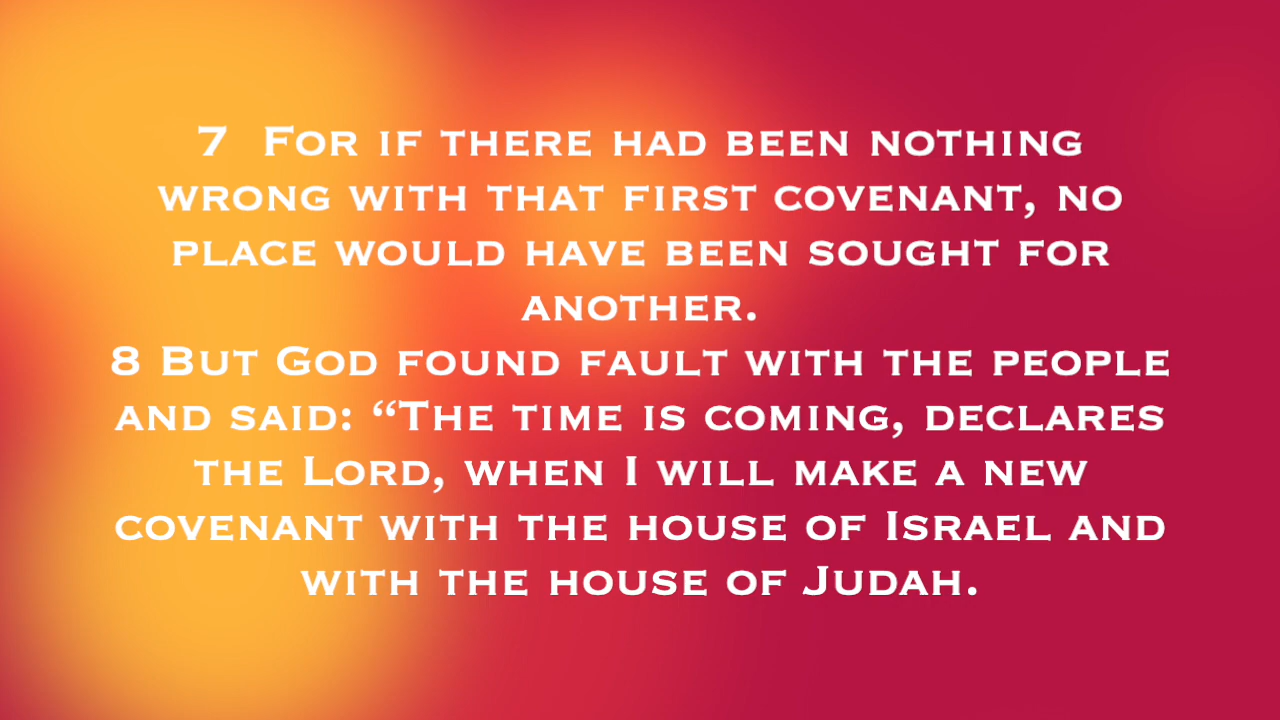 7  For if there had been nothing
wrong with that first covenant, no
place would have been sought for
another.
8 But God found fault with the people
and said: “The time is coming, declares
the Lord, when I will make a new
covenant with the house of Israel and
with the house of Judah.